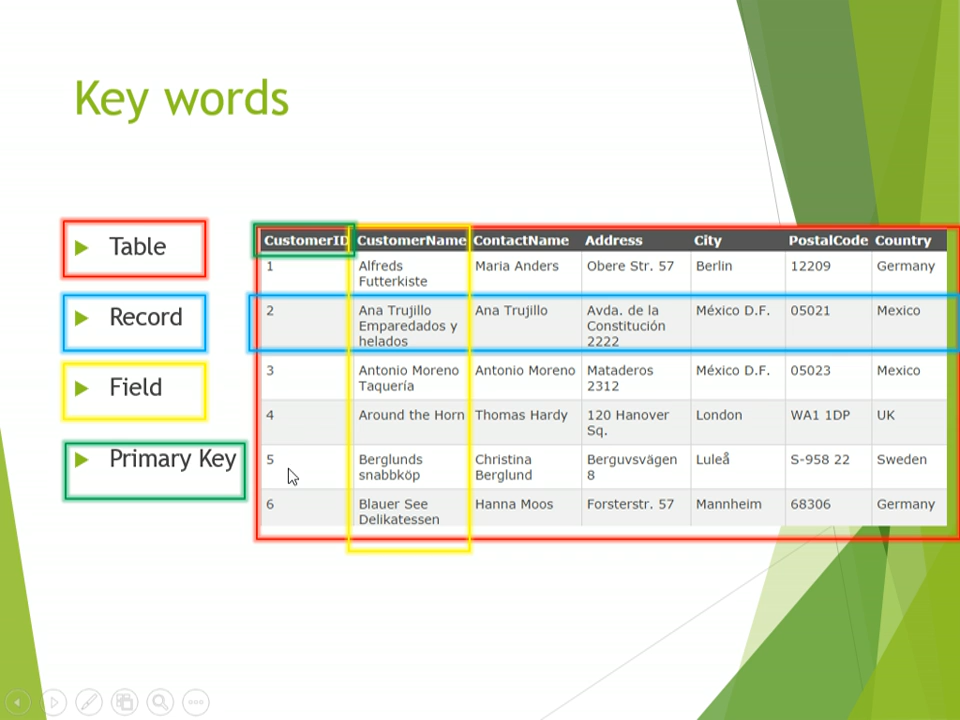 Key words
Table
Record
Field
Primary Key
CustomerID CustomerName ContactName Address City PostalCode Country
1 Alfreds Maria Anders Obere Str. 57 Berlin 12209 Germany
Futterkiste
2 Ana Trujillo Ana Trujillo Avda. de la México D.F. 05021 Mexico
Emparedados y Constitución
helados 2222
3 Antonio Moreno Antonio Moreno Mataderos México D.F. 05023 Mexico
Taquería 2312
4 Around the Horn Thomas Hardy 120 Hanover London WA1 1DP UK
Sq.
5 Berglunds Christina Berguvsvägen Luleå S-958 22 Sweden
snabbköp Berglund 8
6 Blauer See Hanna Moos Forsterstr. 57 Mannheim 68306 Germany
Delikatessen